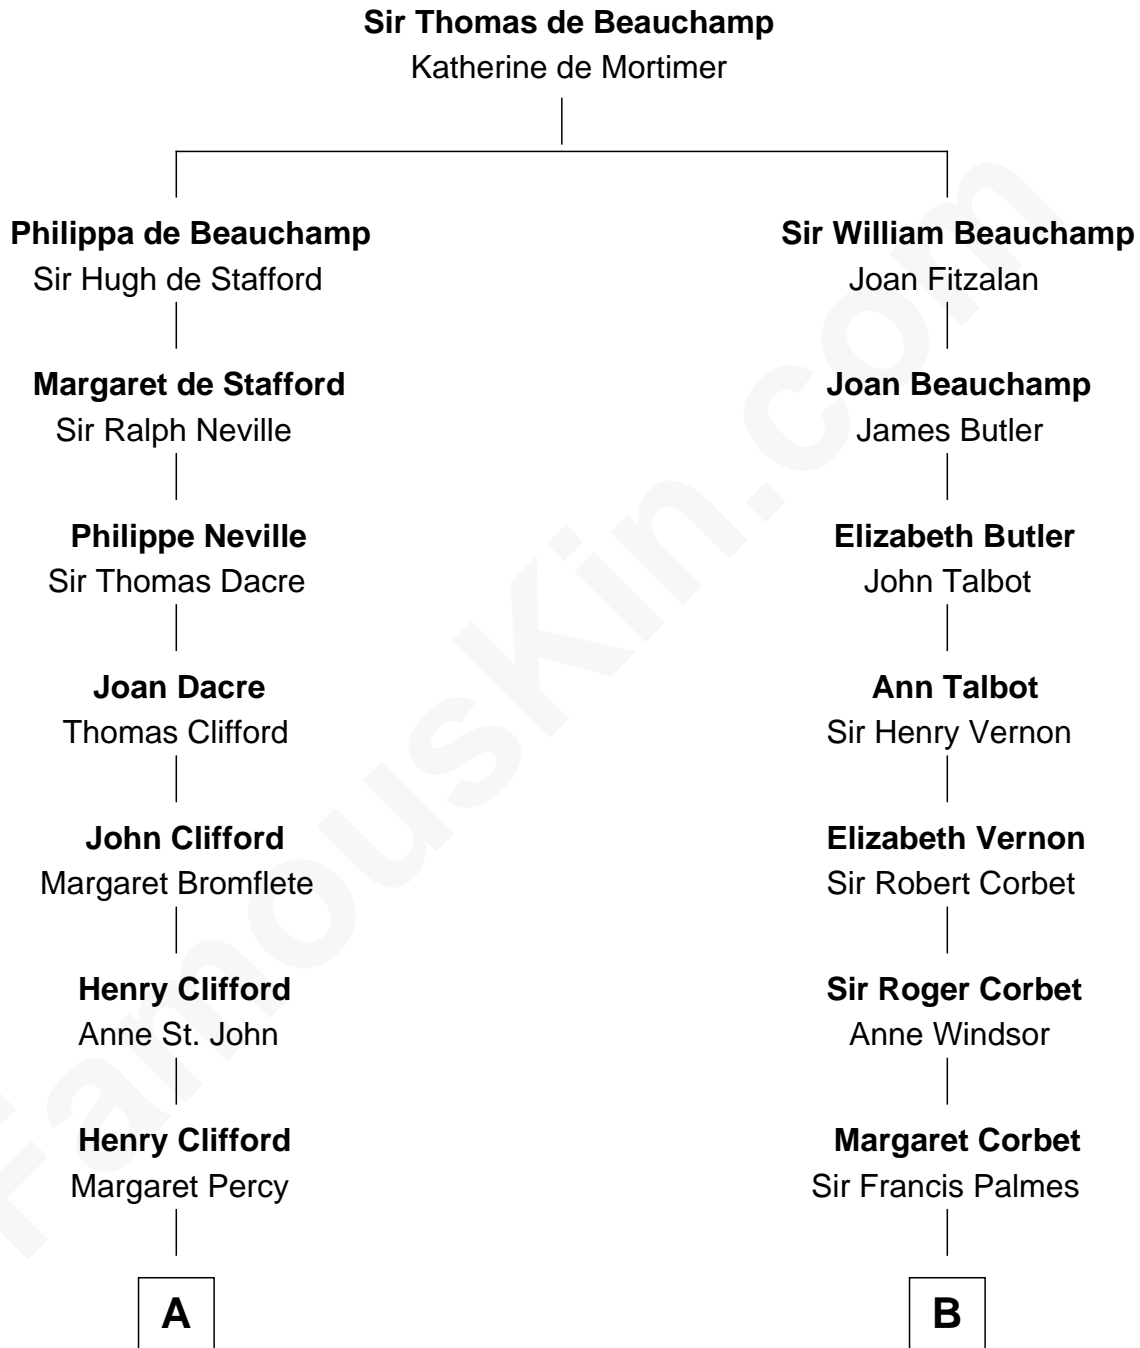 Sir Thomas de Beauchamp
Katherine de Mortimer
Philippa de Beauchamp
Sir Hugh de Stafford
Margaret de Stafford
Sir Ralph Neville
Philippe Neville
Sir Thomas Dacre
Joan Dacre
Thomas Clifford
John Clifford
Margaret Bromflete
Henry Clifford
Anne St. John
Henry Clifford
Margaret Percy
A
Sir William Beauchamp
Joan Fitzalan
Joan Beauchamp
James Butler
Elizabeth Butler
John Talbot
Ann Talbot
Sir Henry Vernon
Elizabeth Vernon
Sir Robert Corbet
Sir Roger Corbet
Anne Windsor
Margaret Corbet
Sir Francis Palmes
B
FamousKin.com